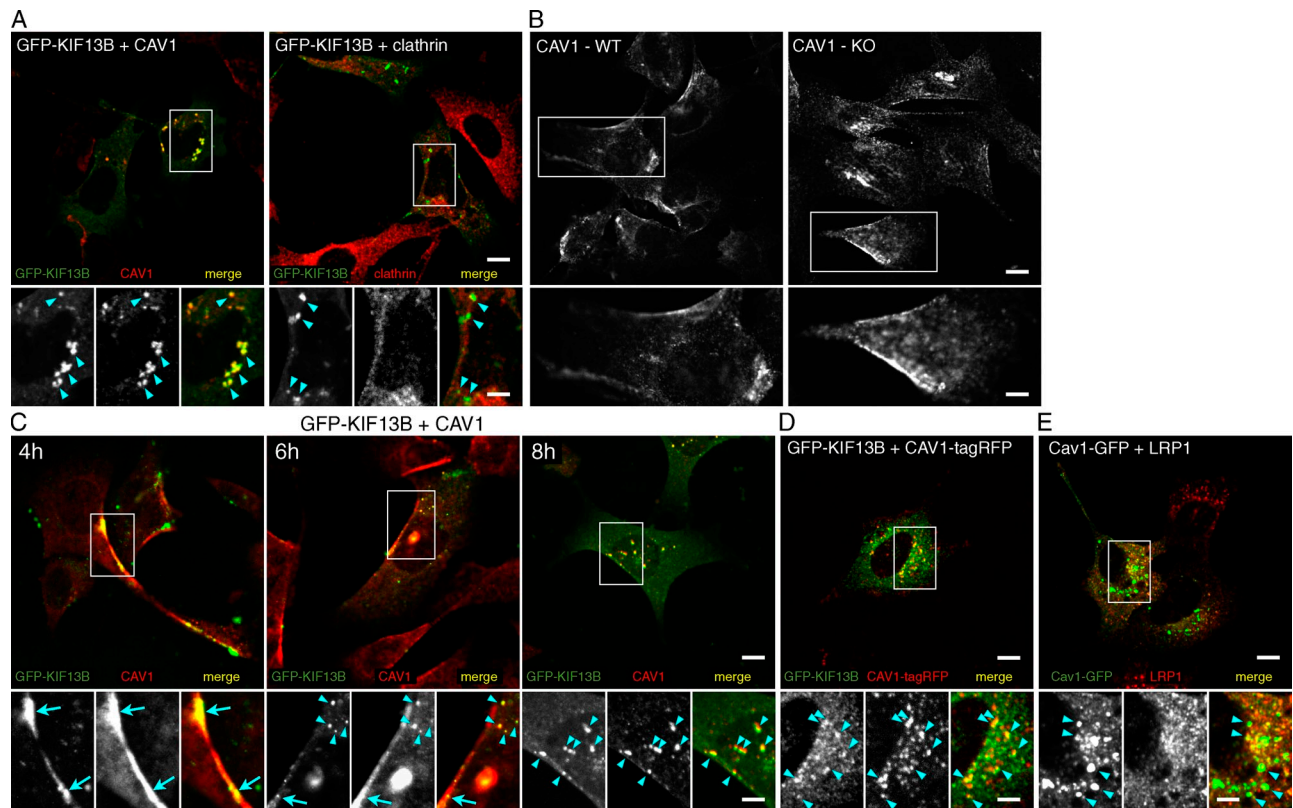 A
B
GFP-KIF13B + CAV1
GFP-KIF13B + clathrin
CAV1 - WT
CAV1 - KO
GFP-KIF13B CAV1 merge
GFP-KIF13B clathrin merge
C
GFP-KIF13B + CAV1
D
E
4h
6h
8h
GFP-KIF13B + CAV1-tagRFP
Cav1-GFP + LRP1
GFP-KIF13B CAV1 merge
GFP-KIF13B CAV1 merge
GFP-KIF13B CAV1 merge
GFP-KIF13B CAV1-tagRFP merge
Cav1-GFP LRP1 merge